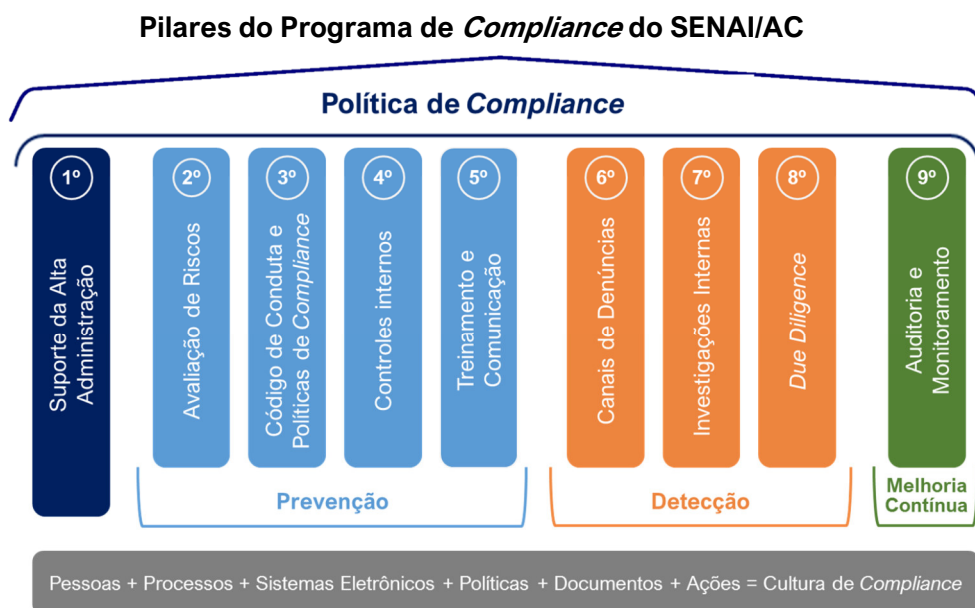 Pilares do Programa de Compliance do SENAI/AC
Política de Compliance
1º
Suporte da Alta
Administração
2º
Avaliação de Riscos
3º
Código de Conduta e
Políticas de Compliance
4º
Controles internos
5º
Treinamento e
Comunicação
6º
Canais de Denúncias
7º
Investigações Internas
8º
Due Diligence
9º
Auditoria e
Monitoramento
Prevenção
Detecção
Melhoria
Contínua
Pessoas + Processos + Sistemas Eletrônicos + Políticas + Documentos + Ações = Cultura de Compliance